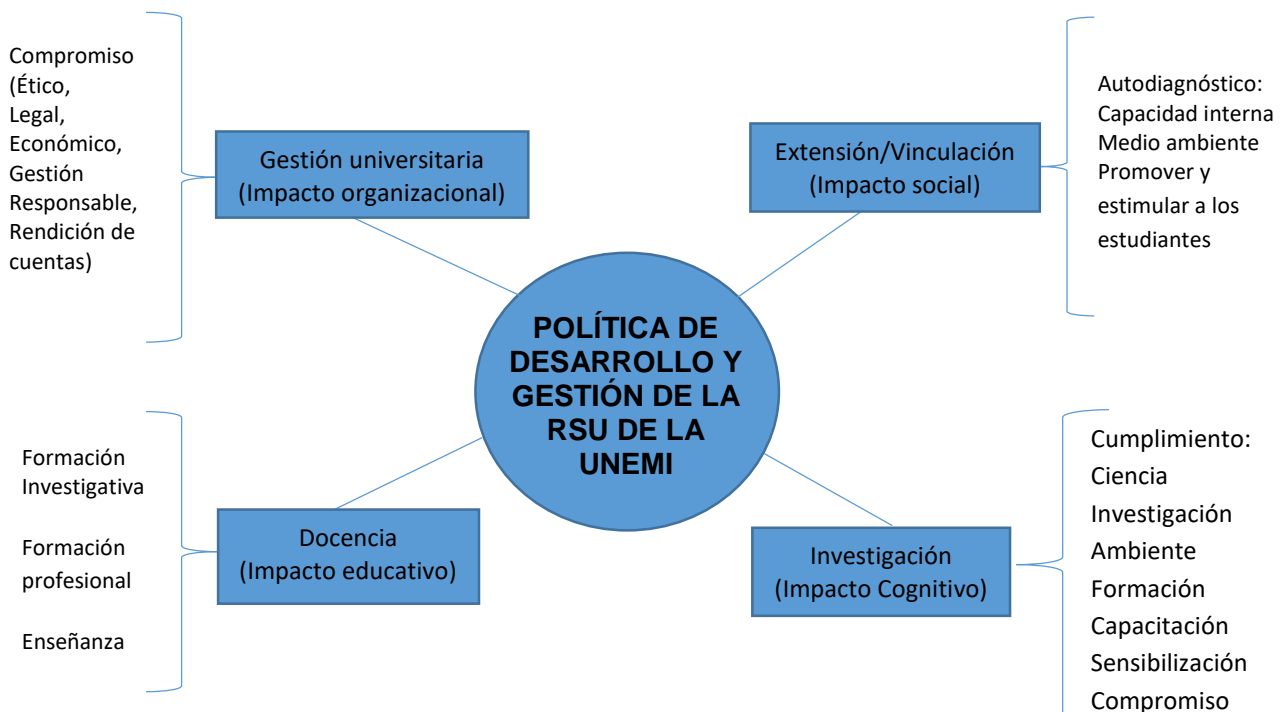 Compromiso
(Ético,
Legal,
Económico,
Gestión
Responsable,
Rendición de
cuentas)
Gestión universitaria
(Impacto organizacional)
Extensión/Vinculación
(Impacto social)
Autodiagnóstico:
Capacidad interna
Medio ambiente
Promover y
estimular a los
estudiantes
POLÍTICA DE
DESARROLLO Y
GESTIÓN DE LA
RSU DE LA
UNEMI
Formación
Investigativa
Formación
profesional
Enseñanza
Docencia
(Impacto educativo)
Investigación
(Impacto Cognitivo)
Cumplimiento:
Ciencia
Investigación
Ambiente
Formación
Capacitación
Sensibilización
Compromiso